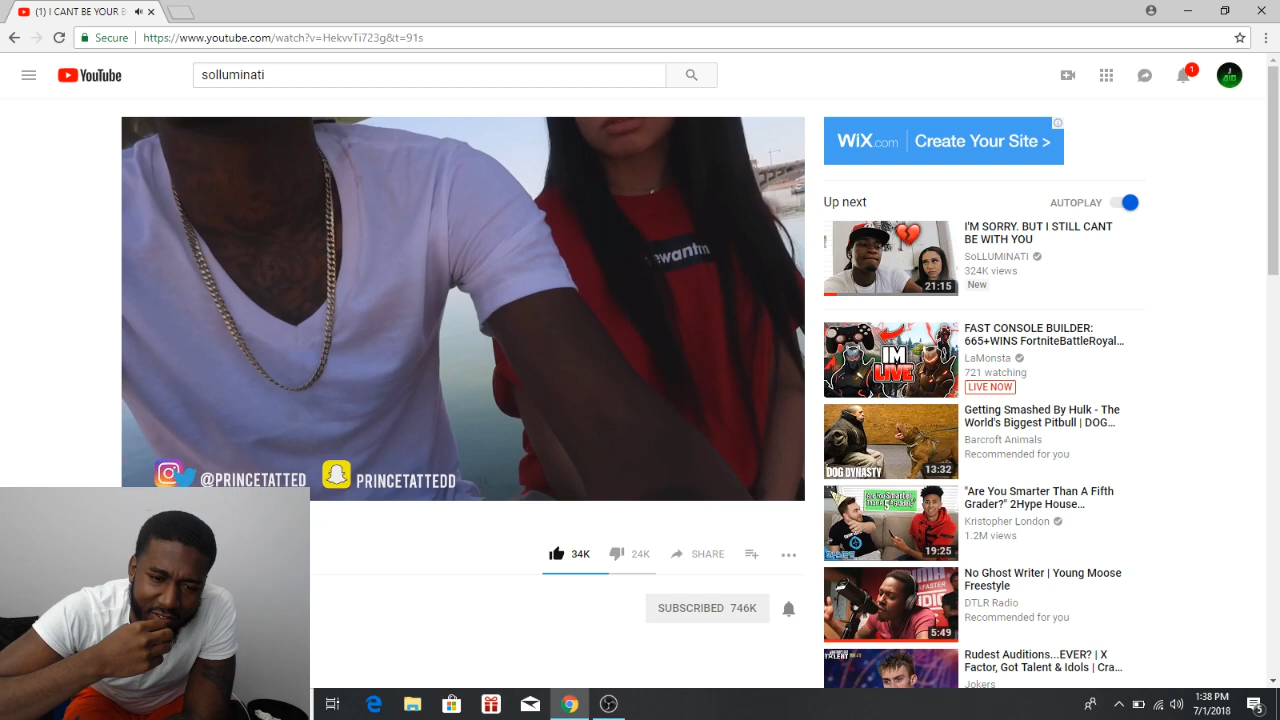 (1) I CANT BE YOUR B
Secure
https://www.youtube.com/watch?v=HekvvTi723g&t=91s
YouTube
solluminati
1
WiX.com Create Your Site >
Up next
AUTOPLAY
I'M SORRY. BUT I STILL CANT
BE WITH YOU
SoLLUMINATI
324K views
New
21:15
FAST CONSOLE BUILDER:
665+WINS FortniteBattleRoyal...
LaMonsta
721 watching
LIVE NOW
IM
LIVE
Getting Smashed By Hulk - The
World's Biggest Pitbull | DOG...
Barcroft Animals
Recommended for you
DOG DYNASTY
13:32
"Are You Smarter Than A Fifth
Grader?" 2Hype House...
Kristopher London
1.2M views
19:25
No Ghost Writer | Young Moose
Freestyle
DTLR Radio
Recommended for you
5:49
Rudest Auditions...EVER? | X
Factor, Got Talent & Idols | Cra...
Jokers
ewantn
@PRINCETATTED
PRINCETATTEDD
34K
24K
SHARE
SUBSCRIBED 746K
1:38 PM
7/1/2018
5